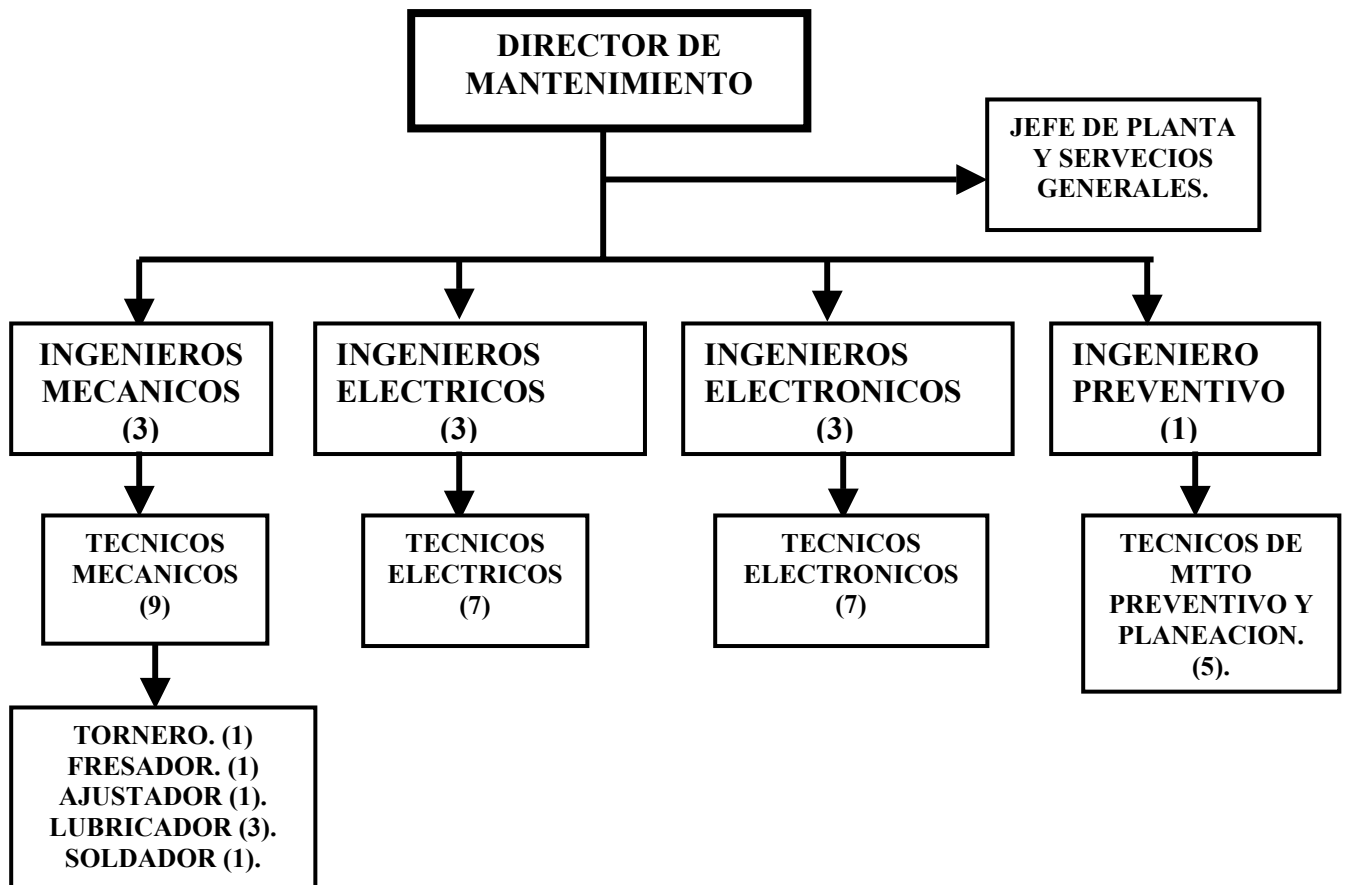 DIRECTOR DE
MANTENIMIENTO
JEFE DE PLANTA
Y SERVECIOS
GENERALES.
INGENIEROS
MECANICOS
(3)
INGENIEROS
ELECTRICOS
(3)
INGENIEROS
ELECTRONICOS
(3)
INGENIERO
PREVENTIVO
(1)
TECNICOS
MECANICOS
(9)
TECNICOS
ELECTRICOS
(7)
TECNICOS
ELECTRONICOS
(7)
TECNICOS DE
MTTO
PREVENTIVO Y
PLANEACION.
(5).
TORNERO. (1)
FRESADOR. (1)
AJUSTADOR (1).
LUBRICADOR (3).
SOLDADOR (1).